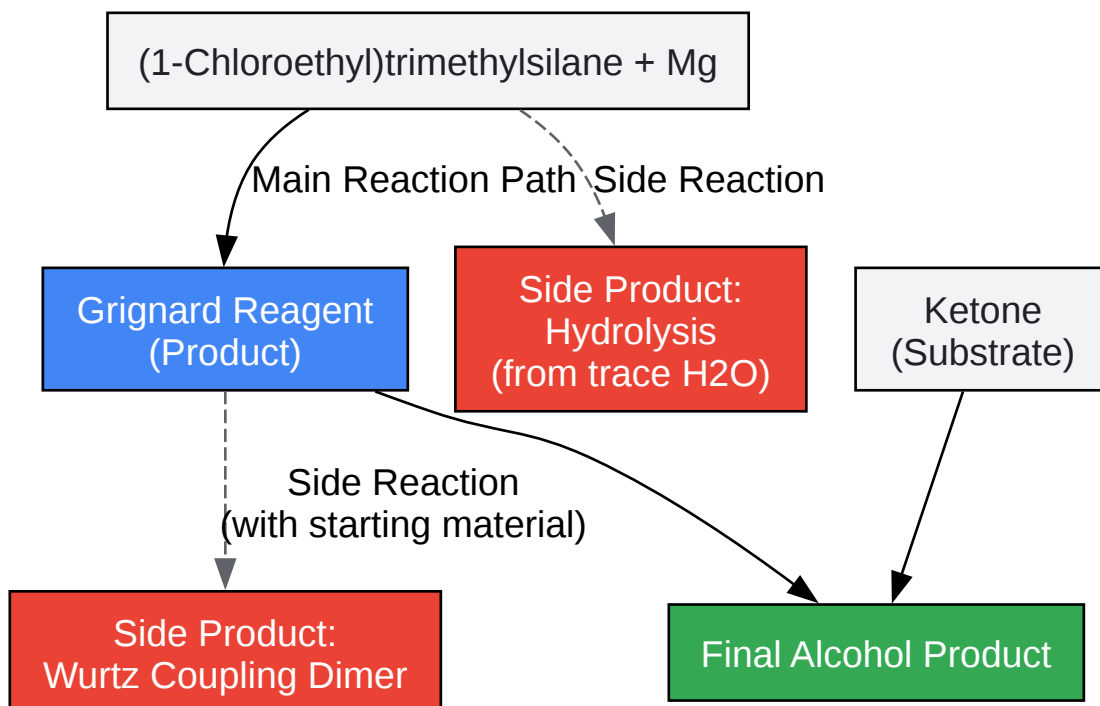 (1-Chloroethyl)trimethylsilane + Mg
Main Reaction Path
Side Reaction
Grignard Reagent
(Product)
Side Product:
Hydrolysis
(from trace H2O)
Ketone
(Substrate)
Side Reaction
(with starting material)
Side Product:
Wurtz Coupling Dimer
Final Alcohol Product